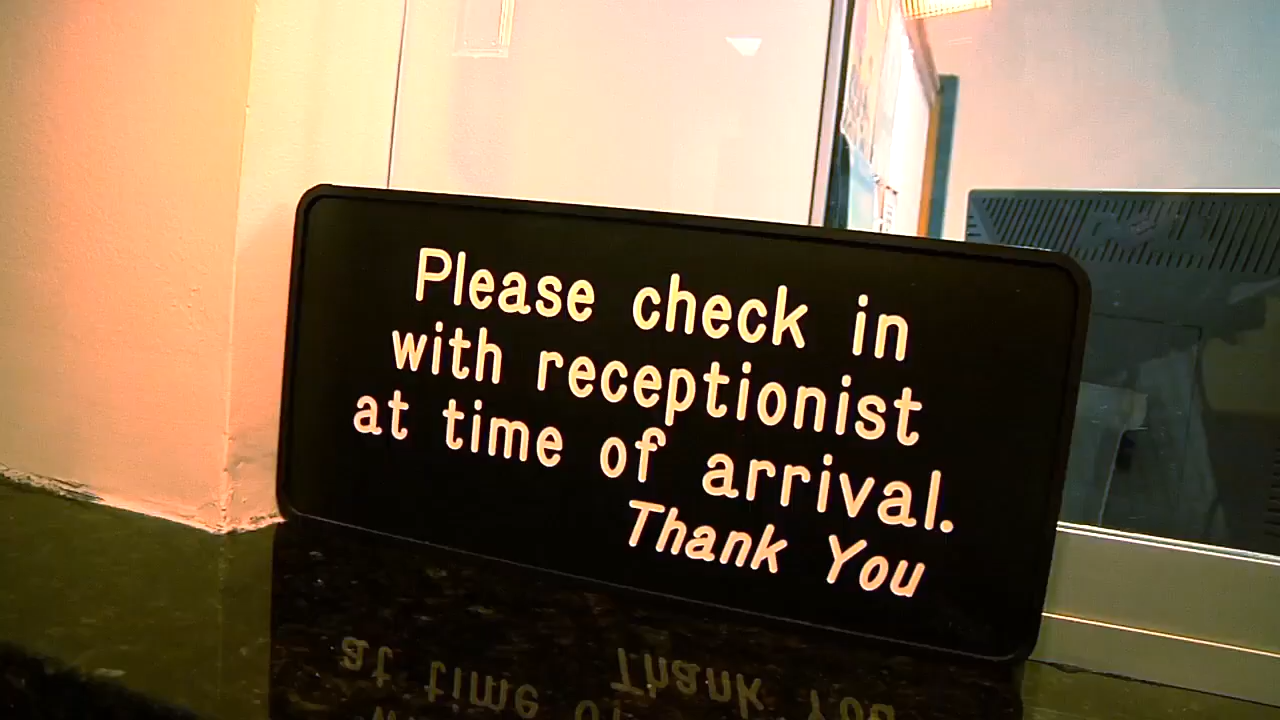 Please check in
with receptionist
at time of arrival.
Thank You